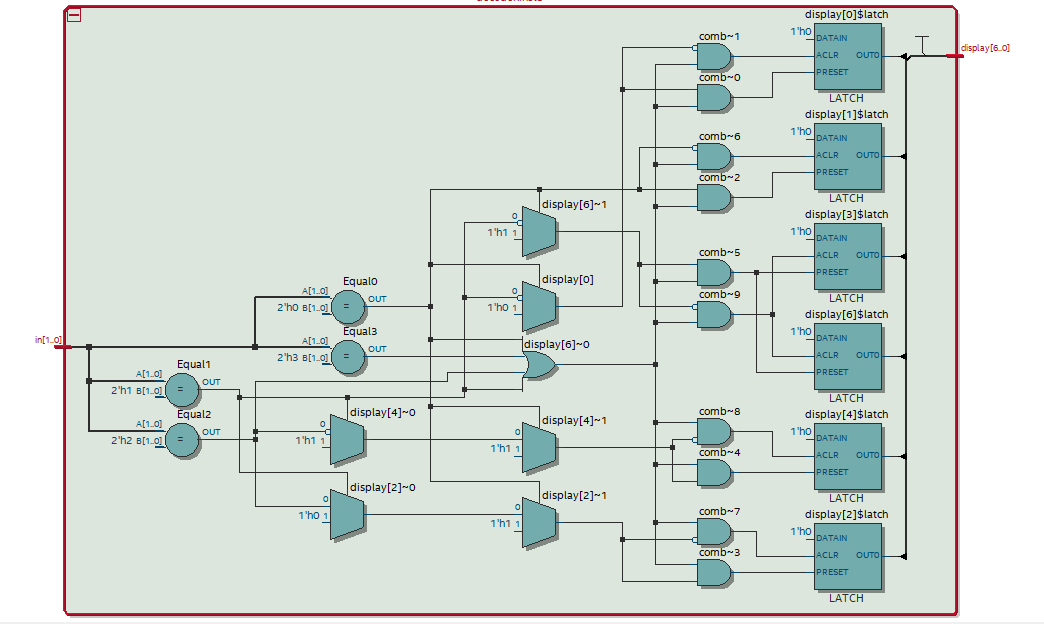 display[0]$latch
1'h0 DATAIN
ACLR OUT0
PRESET
LATCH
comb~1
comb~0
display[6..0]
display[1]$latch
1'h0 DATAIN
ACLR OUT0
PRESET
LATCH
comb~6
comb~2
display[3]$latch
1'h0 DATAIN
ACLR OUT0
PRESET
LATCH
comb~5
comb~9
display[6]$latch
1'h0 DATAIN
ACLR OUT0
PRESET
LATCH
display[6]~1
0
1'h1 1
display[0]
0
1'h0 1
display[6]~0
Equal0
A[1..0]
OUT
2'h0 B[1..0]
=
Equal3
A[1..0]
OUT
2'h3 B[1..0]
=
in[1..0]
Equal1
A[1..0]
OUT
2'h1 B[1..0]
=
Equal2
A[1..0]
OUT
2'h2 B[1..0]
=
display[4]~0
0
1'h1 1
display[4]~1
0
1'h1 1
display[2]~0
0
1'h0 1
display[2]~1
0
1'h1 1
comb~8
comb~4
display[4]$latch
1'h0 DATAIN
ACLR OUT0
PRESET
LATCH
comb~7
comb~3
display[2]$latch
1'h0 DATAIN
ACLR OUT0
PRESET
LATCH